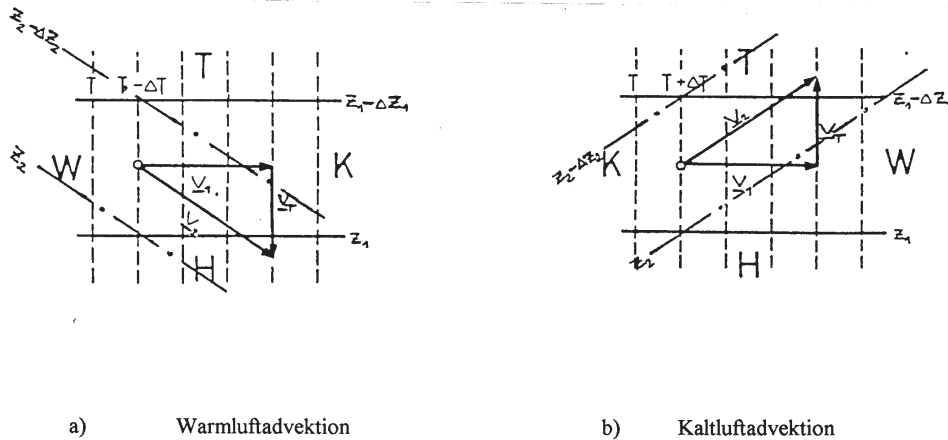 z₂-Δz₂
T T-ΔT T
z₁-Δz₁
z₂ W K
V₁
V_T
V₂
z₁
H
T T+ΔT T
z₁-Δz
V₂
V_T
K z₂-Δz₂ W
V₁
z₁
z₂ H
a) Warmluftadvektion
b) Kaltluftadvektion